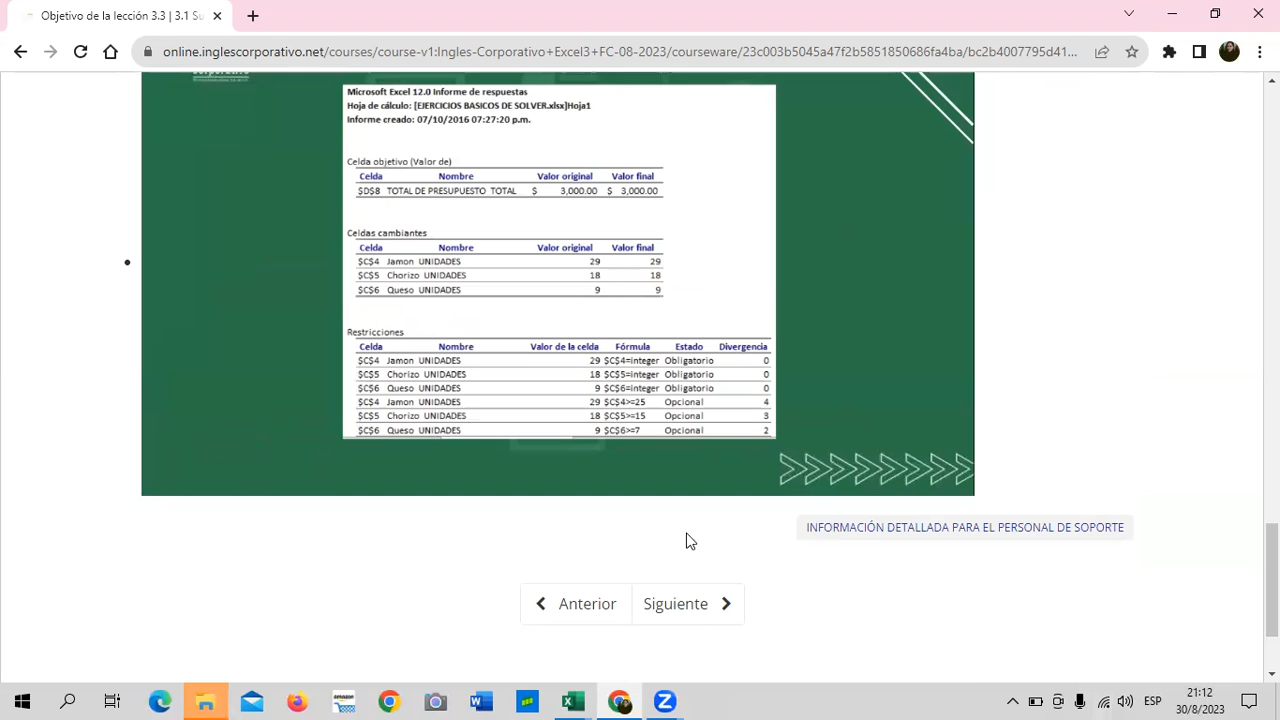 Objetivo de la lección 3.3 | 3.1 Su
online.inglescorporativo.net/courses/course-v1:Ingles-Corporativo+Excel3+FC-08-2023/courseware/23c003b5045a47f2b58518506896fa4ba/bc2b4007795d41...
corporativo
Microsoft Excel 12.0 Informe de respuestas
Hoja de cálculo: [EJERCICIOS BASICOS DE SOLVER.xlsx]Hoja1
Informe creado: 07/10/2016 07:27:20 p.m.
Celda objetivo (Valor de)
Celda Nombre Valor original Valor final
$D$8 TOTAL DE PRESUPUESTO TOTAL $ 3,000.00 $ 3,000.00
Celdas cambiantes
Celda Nombre Valor original Valor final
$C$4 Jamon UNIDADES 29 29
$C$5 Chorizo UNIDADES 18 18
$C$6 Queso UNIDADES 9 9
Restricciones
Celda Nombre Valor de la celda Fórmula Estado Divergencia
$C$4 Jamon UNIDADES 29 $C$4=integer Obligatorio 0
$C$5 Chorizo UNIDADES 18 $C$5=integer Obligatorio 0
$C$6 Queso UNIDADES 9 $C$6=integer Obligatorio 0
$C$4 Jamon UNIDADES 29 $C$4>=25 Opcional 4
$C$5 Chorizo UNIDADES 18 $C$5>=15 Opcional 3
$C$6 Queso UNIDADES 9 $C$6>=7 Opcional 2
INFORMACIÓN DETALLADA PARA EL PERSONAL DE SOPORTE
Anterior Siguiente
ESP
21:12
30/8/2023